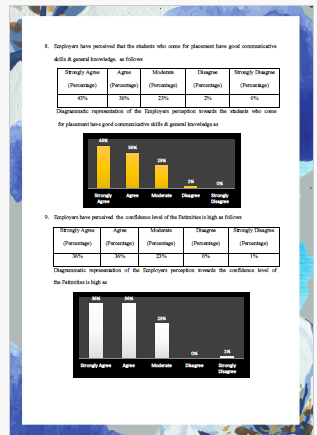 8. Employers have perceived that the students who come for placement have good communicative
skills & general knowledge. as follows
Strongly Agree Agree Moderate Disagree Strongly Disagree
(Percentage) (Percentage) (Percentage) (Percentage) (Percentage)
43% 36% 23% 2% 0%
Diagrammatic representation of the Employers perception towards the students who come
for placement have good communicative skills & general knowledge as
43%
36%
23%
2%
0%
Strongly Agree Agree Moderate Disagree Strongly Disagree
9. Employers have perceived the confidence level of the Fatimities is high as follows
Strongly Agree Agree Moderate Disagree Strongly Disagree
(Percentage) (Percentage) (Percentage) (Percentage) (Percentage)
36% 36% 23% 0% 1%
Diagrammatic representation of the Employers perception towards the confidence level of
the Fatimities is high as
36% 36%
23%
0%
1%
Strongly Agree Agree Moderate Disagree Strongly Disagree